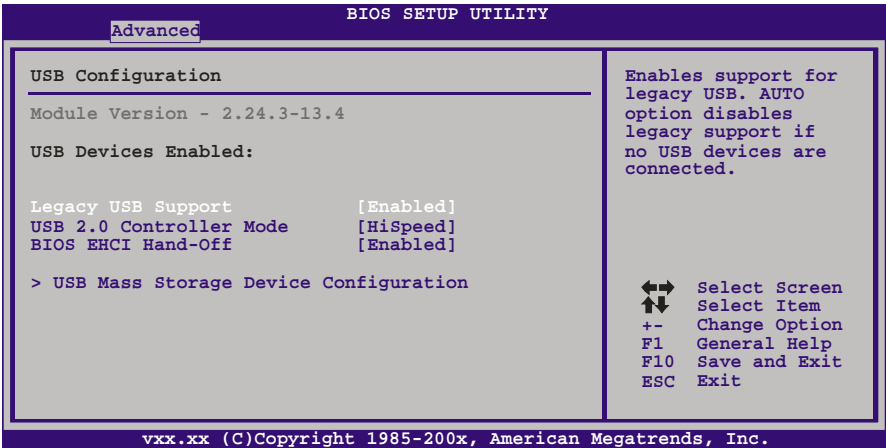 BIOS SETUP UTILITY
Advanced
USB Configuration
Module Version - 2.24.3-13.4
USB Devices Enabled:
Legacy USB Support [Enabled]
USB 2.0 Controller Mode [HiSpeed]
BIOS EHCI Hand-Off [Enabled]
> USB Mass Storage Device Configuration
Enables support for
legacy USB. AUTO
option disables
legacy support if
no USB devices are
connected.
Select Screen
Select Item
+- Change Option
F1 General Help
F10 Save and Exit
ESC Exit
vxx.xx (C)Copyright 1985-200x, American Megatrends, Inc.